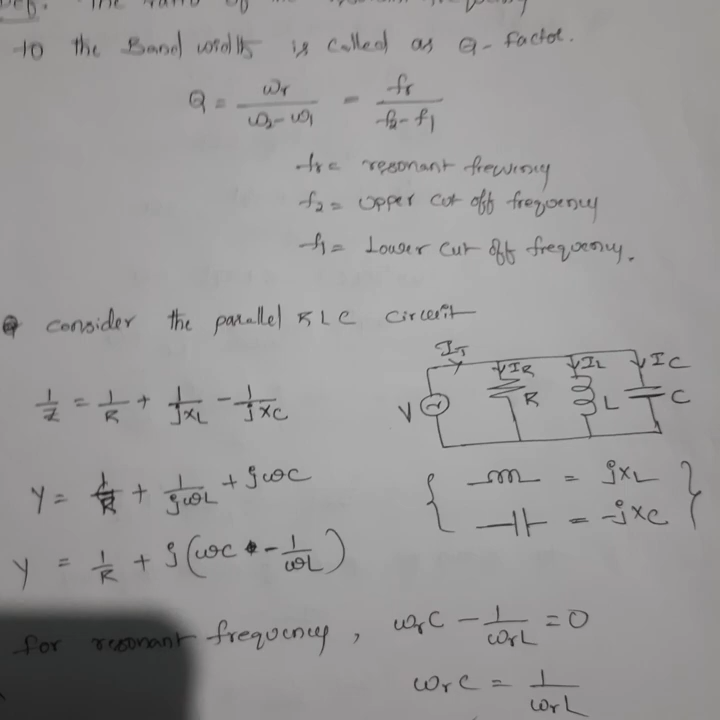 to the Band width is called as Q-factor.
Q = ωr / (ω2 - ω1) = fr / (f2 - f1)
fr = resonant frewuncy
f2 = upper cut off frequency
f1 = Lower cut off frequency.
consider the parallel RLC circuit
IT
IR IL IC
V R L C
1/Z = 1/R + 1/jXL - 1/jXC
Y = 1/R + 1/jωL + jωC
{ = jXL }
{ = -jXC }
Y = 1/R + j(ωC - 1/ωL)
for resonant frequency, ωrC - 1/ωrL = 0
ωrC = 1/ωrL